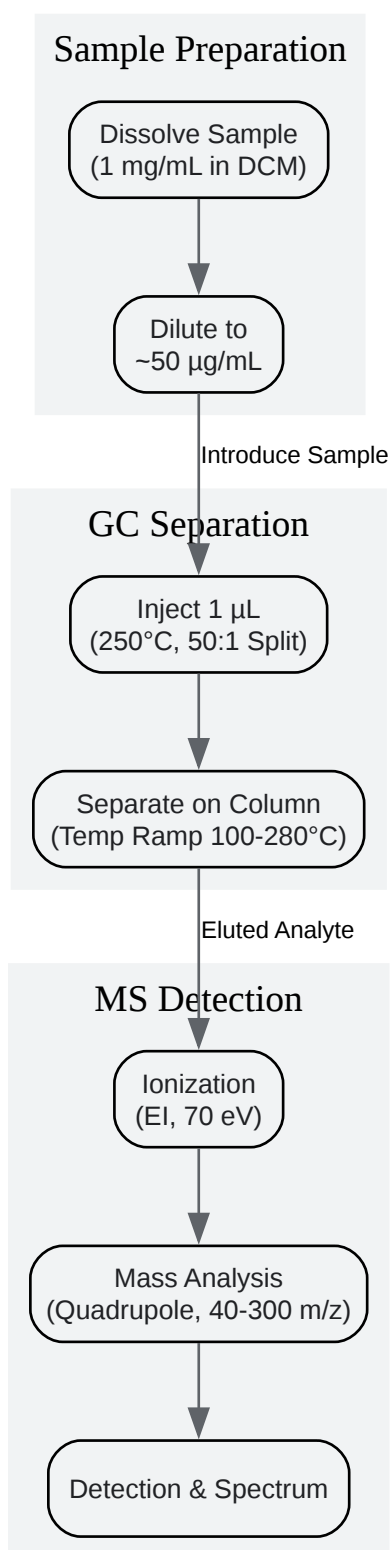 Sample Preparation
Dissolve Sample
(1 mg/mL in DCM)
Dilute to
~50 µg/mL
Introduce Sample
GC Separation
Inject 1 µL
(250°C, 50:1 Split)
Separate on Column
(Temp Ramp 100-280°C)
Eluted Analyte
MS Detection
Ionization
(EI, 70 eV)
Mass Analysis
(Quadrupole, 40-300 m/z)
Detection & Spectrum